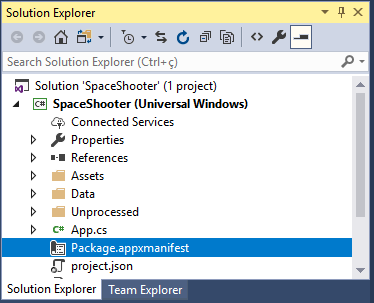 Solution Explorer
Search Solution Explorer (Ctrl+ç)
Solution 'SpaceShooter' (1 project)
C# SpaceShooter (Universal Windows)
Connected Services
Properties
References
Assets
Data
Unprocessed
C# App.cs
Package.appxmanifest
project.json
Solution Explorer Team Explorer